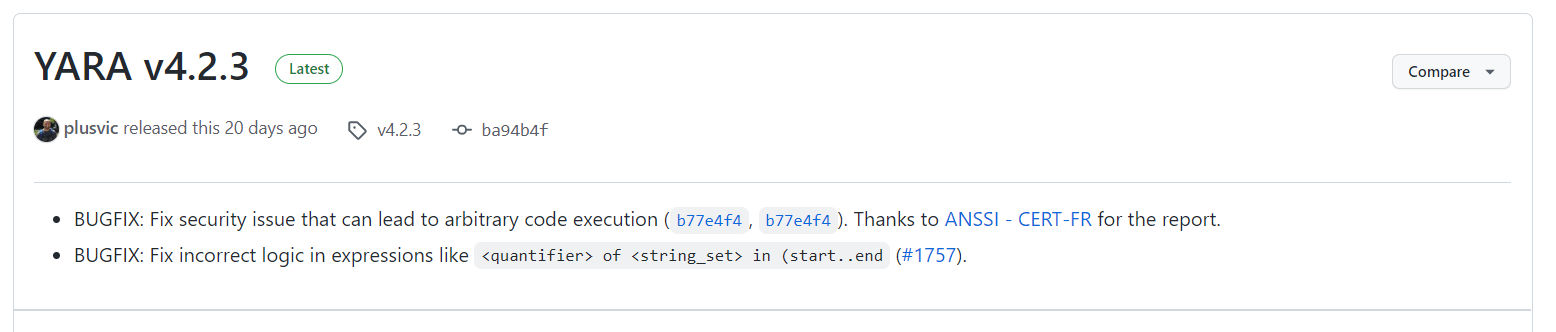 YARA v4.2.3 Latest Compare
plusvic released this 20 days ago v4.2.3 ba94b4f
BUGFIX: Fix security issue that can lead to arbitrary code execution (b77e4f4, b77e4f4). Thanks to ANSSI - CERT-FR for the report.
BUGFIX: Fix incorrect logic in expressions like <quantifier> of <string_set> in (start..end (#1757).